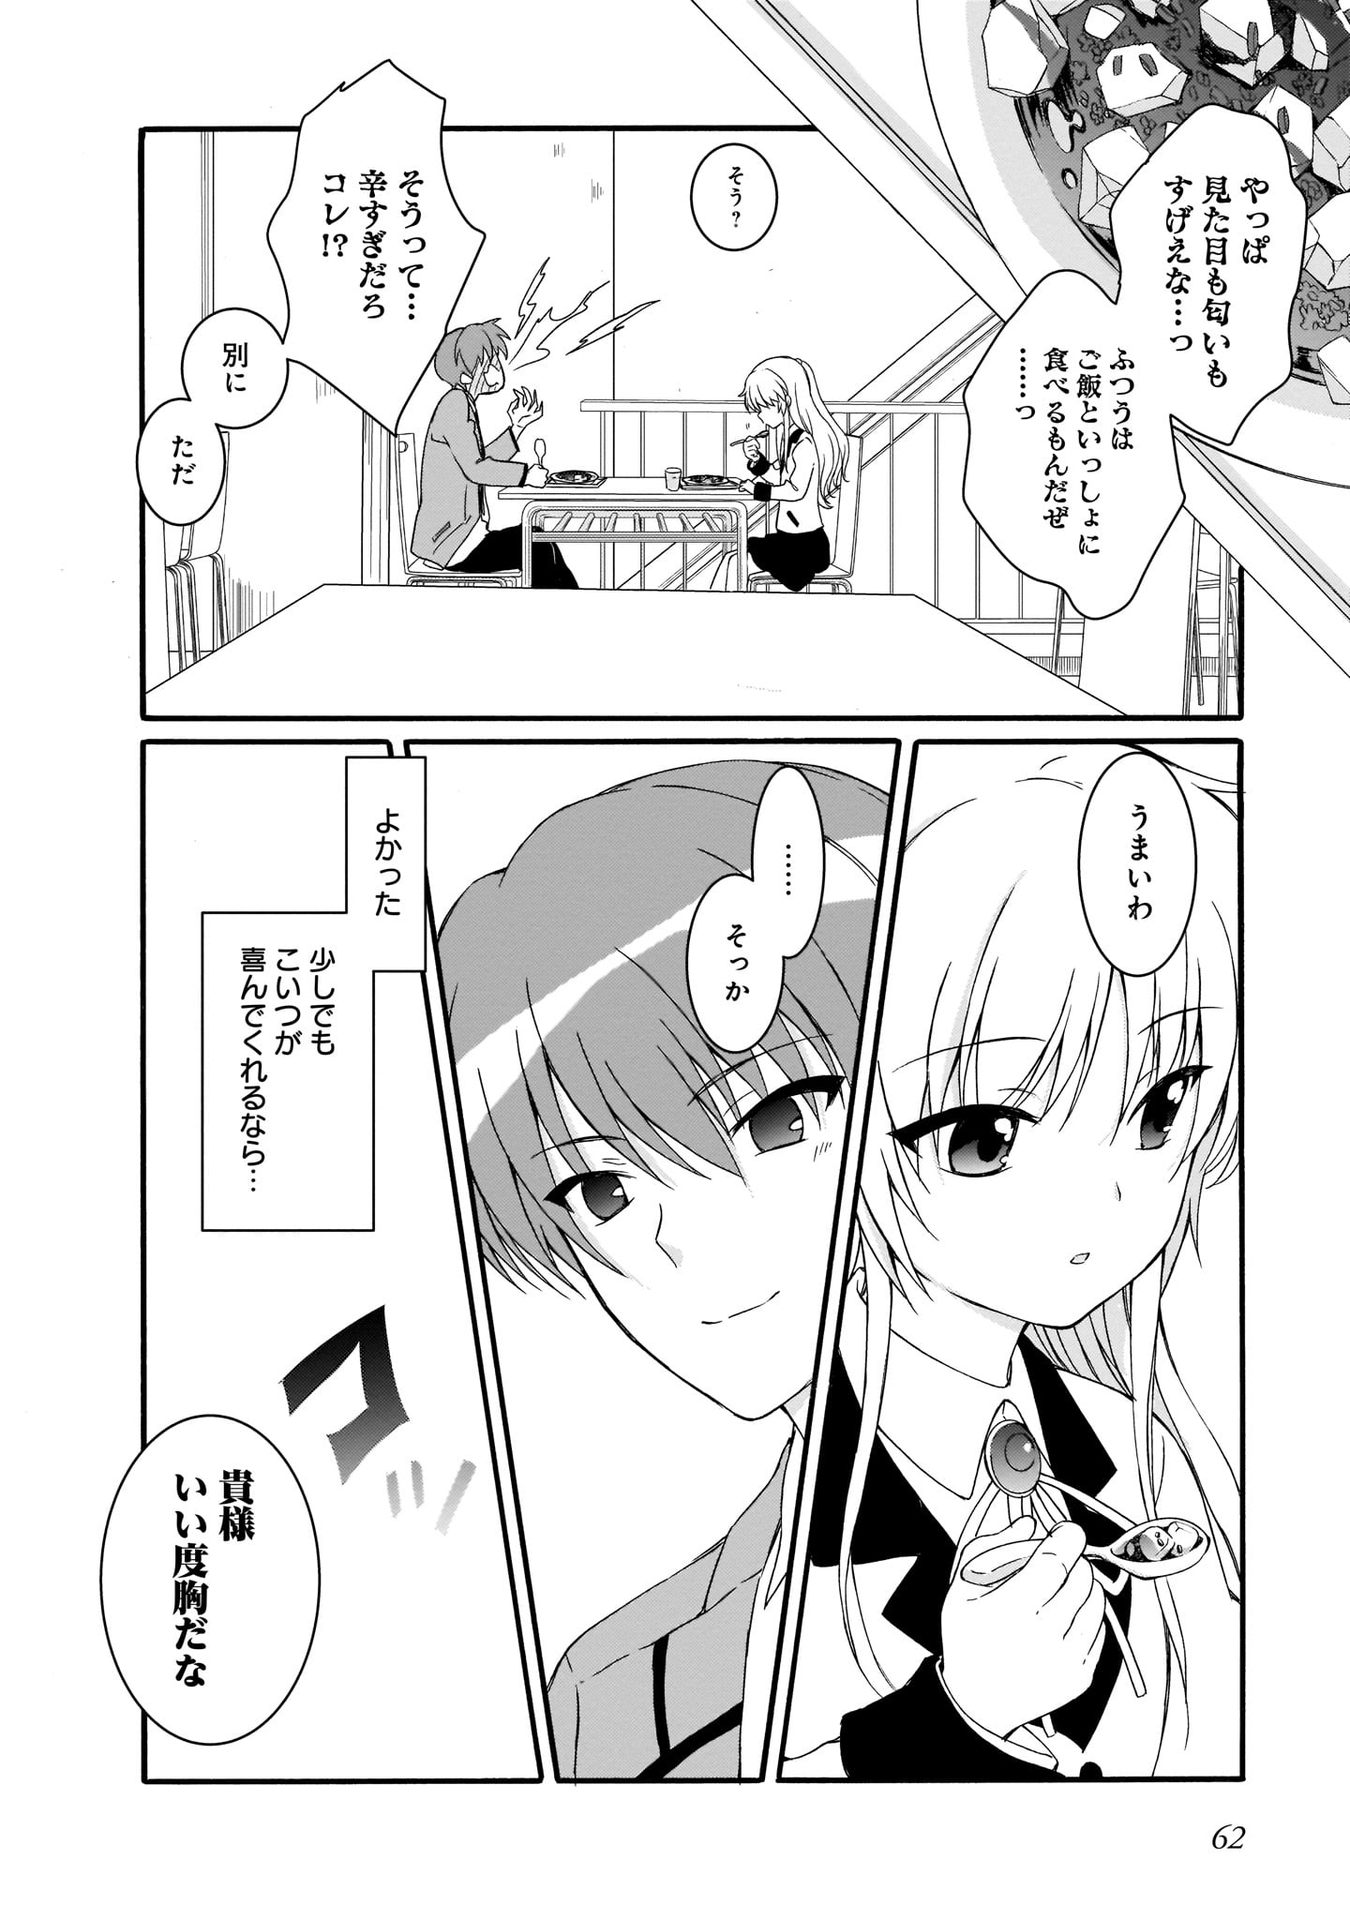 やっぱ
見た目も匂いも
すげえな…っ
ふつうは
ご飯といっしょに
食べるもんだぜ
……っ
そう?
そうって…
辛すぎだろ
コレ!?
別に
ただ
うまいわ
……
そっか
よかった
少しでも
こいつが
喜んでくれるなら…
コッ
貴様
いい度胸だな
62